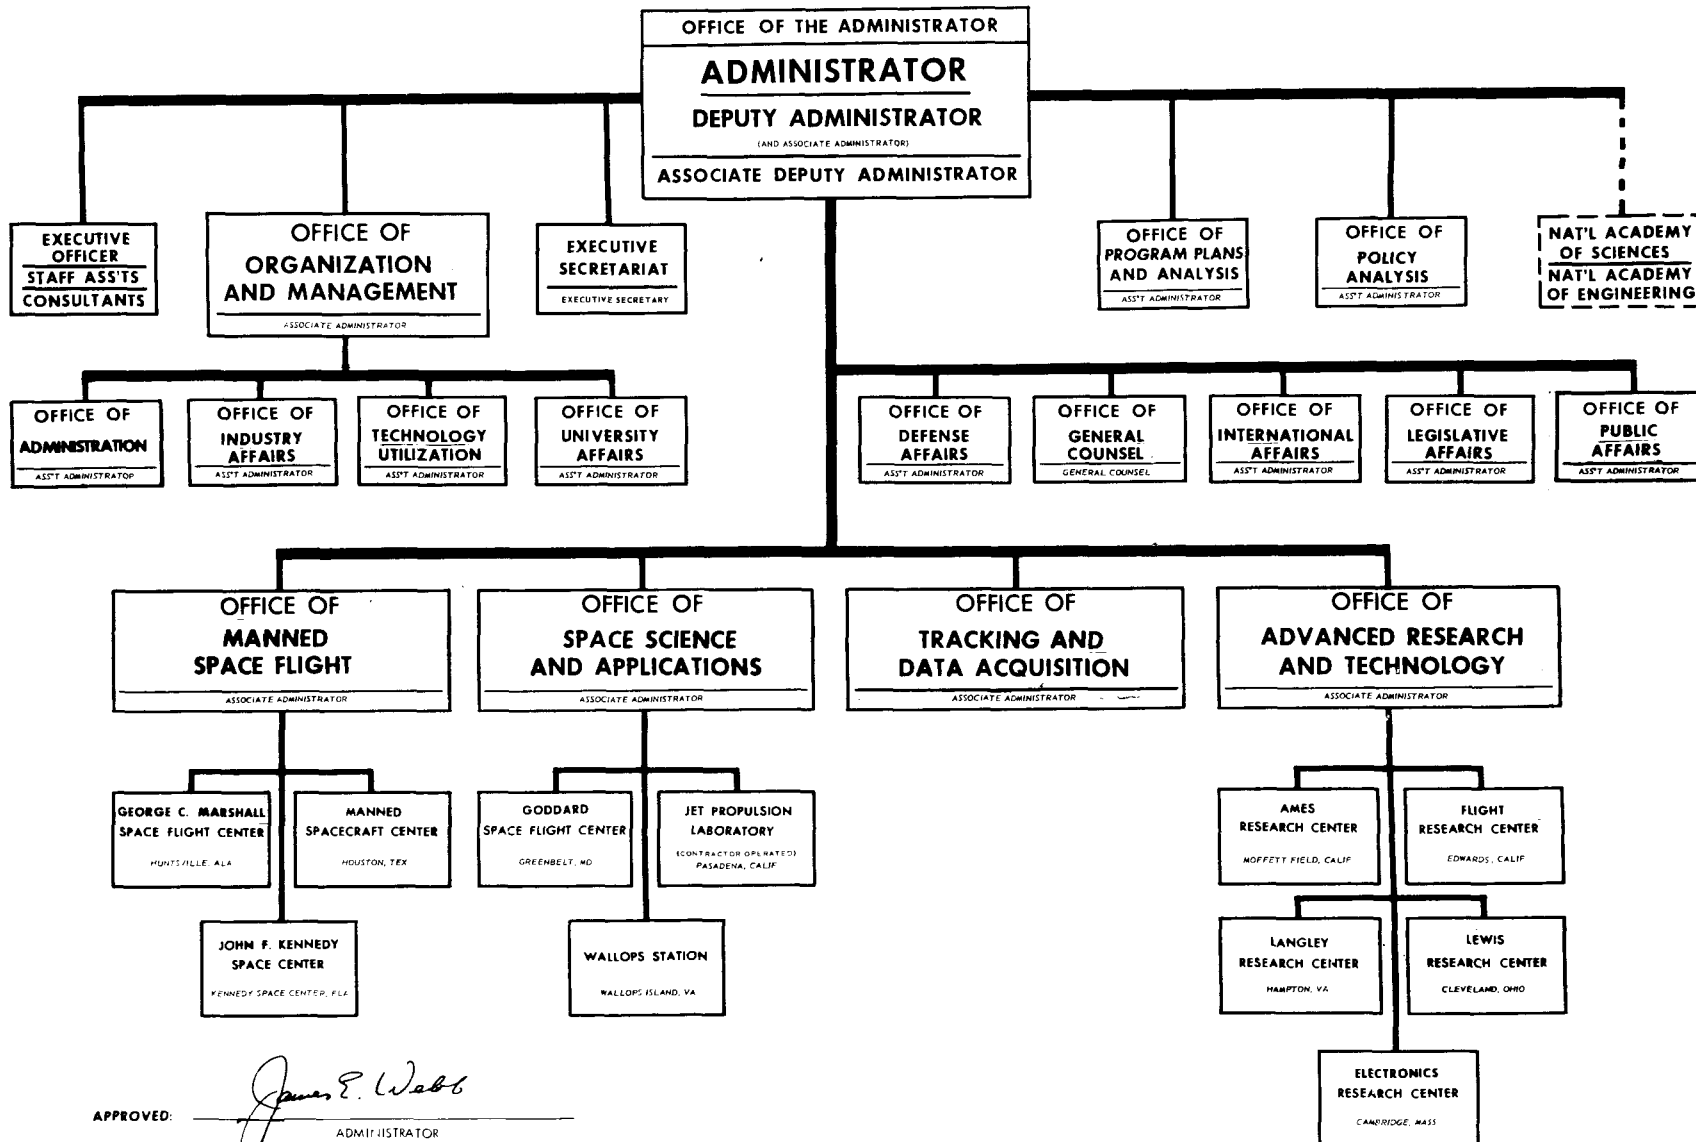 OFFICE OF THE ADMINISTRATOR
ADMINISTRATOR
DEPUTY ADMINISTRATOR
(AND ASSOCIATE ADMINISTRATOR)
ASSOCIATE DEPUTY ADMINISTRATOR
EXECUTIVE
OFFICER
STAFF ASS'TS
CONSULTANTS
OFFICE OF
ORGANIZATION
AND MANAGEMENT
ASSOCIATE ADMINISTRATOR
EXECUTIVE
SECRETARIAT
EXECUTIVE SECRETARY
OFFICE OF
PROGRAM PLANS
AND ANALYSIS
ASS'T ADMINISTRATOR
OFFICE OF
POLICY
ANALYSIS
ASS'T ADMINISTRATOR
NAT'L ACADEMY
OF SCIENCES
NAT'L ACADEMY
OF ENGINEERING
OFFICE OF
ADMINISTRATION
ASS'T ADMINISTRATOR
OFFICE OF
INDUSTRY
AFFAIRS
ASS'T ADMINISTRATOR
OFFICE OF
TECHNOLOGY
UTILIZATION
ASS'T ADMINISTRATOR
OFFICE OF
UNIVERSITY
AFFAIRS
ASS'T ADMINISTRATOR
OFFICE OF
DEFENSE
AFFAIRS
ASS'T ADMINISTRATOR
OFFICE OF
GENERAL
COUNSEL
GENERAL COUNSEL
OFFICE OF
INTERNATIONAL
AFFAIRS
ASS'T ADMINISTRATOR
OFFICE OF
LEGISLATIVE
AFFAIRS
ASS'T ADMINISTRATOR
OFFICE OF
PUBLIC
AFFAIRS
ASS'T ADMINISTRATOR
OFFICE OF
MANNED
SPACE FLIGHT
ASSOCIATE ADMINISTRATOR
OFFICE OF
SPACE SCIENCE
AND APPLICATIONS
ASSOCIATE ADMINISTRATOR
OFFICE OF
TRACKING AND
DATA ACQUISITION
ASSOCIATE ADMINISTRATOR
OFFICE OF
ADVANCED RESEARCH
AND TECHNOLOGY
ASSOCIATE ADMINISTRATOR
GEORGE C. MARSHALL
SPACE FLIGHT CENTER
HUNTSVILLE, ALA
MANNED
SPACECRAFT CENTER
HOUSTON, TEX
GODDARD
SPACE FLIGHT CENTER
GREENBELT, MD
JET PROPULSION
LABORATORY
(CONTRACTOR OPERATED)
PASADENA, CALIF
AMES
RESEARCH CENTER
MOFFETT FIELD, CALIF
FLIGHT
RESEARCH CENTER
EDWARDS, CALIF
JOHN F. KENNEDY
SPACE CENTER
KENNEDY SPACE CENTER, FLA
WALLOPS STATION
WALLOPS ISLAND, VA
LANGLEY
RESEARCH CENTER
HAMPTON, VA
LEWIS
RESEARCH CENTER
CLEVELAND, OHIO
ELECTRONICS
RESEARCH CENTER
CAMBRIDGE, MASS
APPROVED: James E. Webb
ADMINISTRATOR